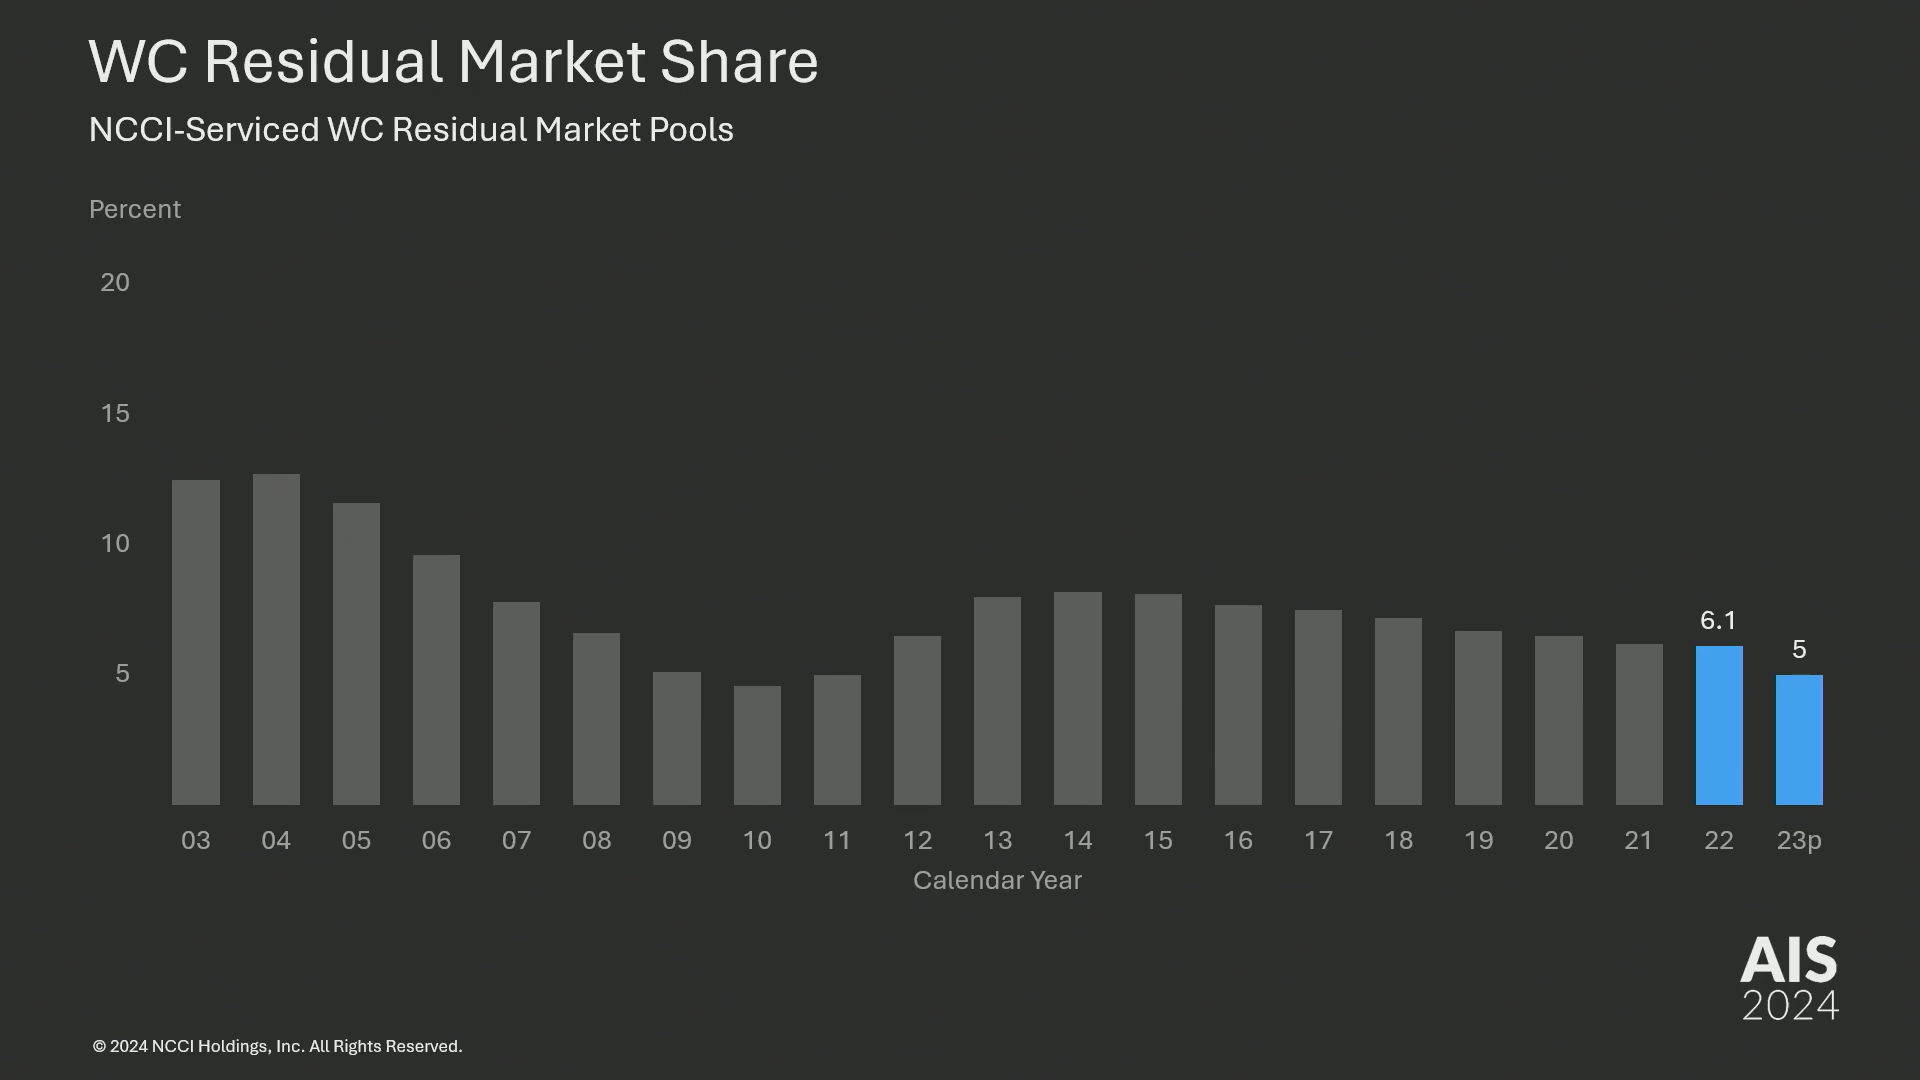 WC Residual Market Share
NCCI-Serviced WC Residual Market Pools
Percent
20
15
10
5
6.1
5
03 04 05 06 07 08 09 10 11 12 13 14 15 16 17 18 19 20 21 22 23p
Calendar Year
AIS
2024
© 2024 NCCI Holdings, Inc. All Rights Reserved.